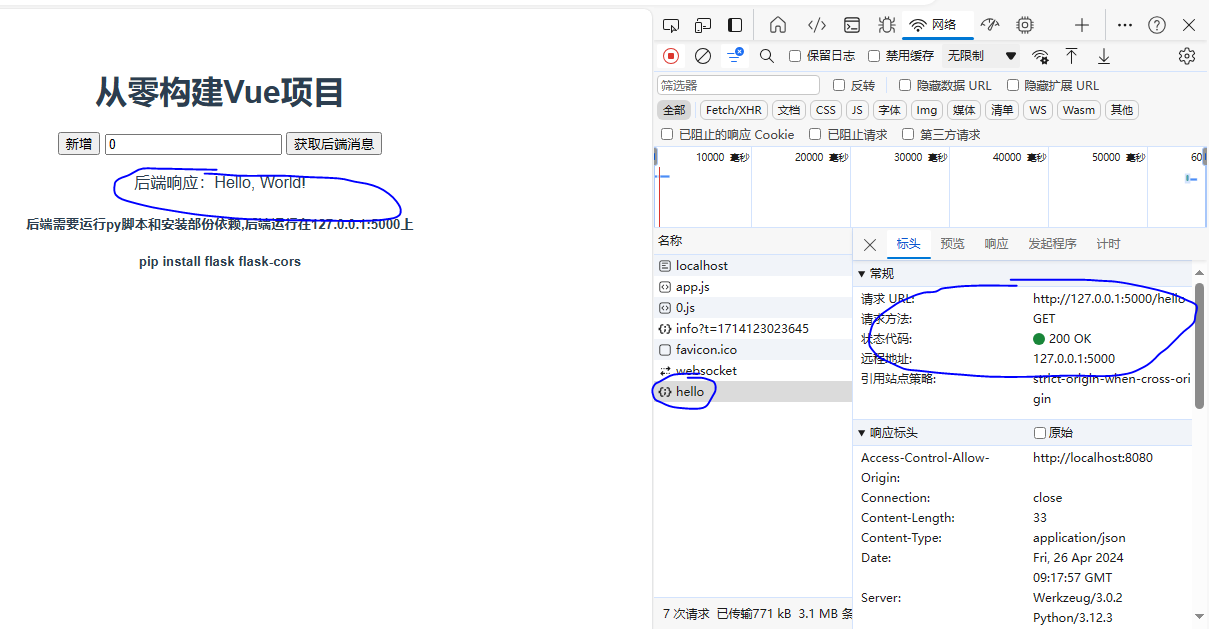 从零构建Vue项目
新增 0 获取后端消息
后端响应：Hello, World!
后端需要运行py脚本和安装部份依赖,后端运行在127.0.0.1:5000上
pip install flask flask-cors
网络
保留日志 禁用缓存 无限制
筛选器 反转 隐藏数据 URL 隐藏扩展 URL
全部 Fetch/XHR 文档 CSS JS 字体 Img 媒体 清单 WS Wasm 其他
已阻止的响应 Cookie 已阻止请求 第三方请求
10000 毫秒 20000 毫秒 30000 毫秒 40000 毫秒 50000 毫秒 60
名称
localhost
app.js
0.js
info?t=1714123023645
favicon.ico
websocket
hello
7 次请求 已传输771 kB 3.1 MB 条
标头 预览 响应 发起程序 计时
常规
请求 URL: http://127.0.0.1:5000/hello
请求方法: GET
状态代码: 200 OK
远程地址: 127.0.0.1:5000
引用站点策略: strict-origin-when-cross-ori
gin
响应标头 原始
Access-Control-Allow- http://localhost:8080
Origin:
Connection: close
Content-Length: 33
Content-Type: application/json
Date: Fri, 26 Apr 2024
09:17:57 GMT
Server: Werkzeug/3.0.2
Python/3.12.3